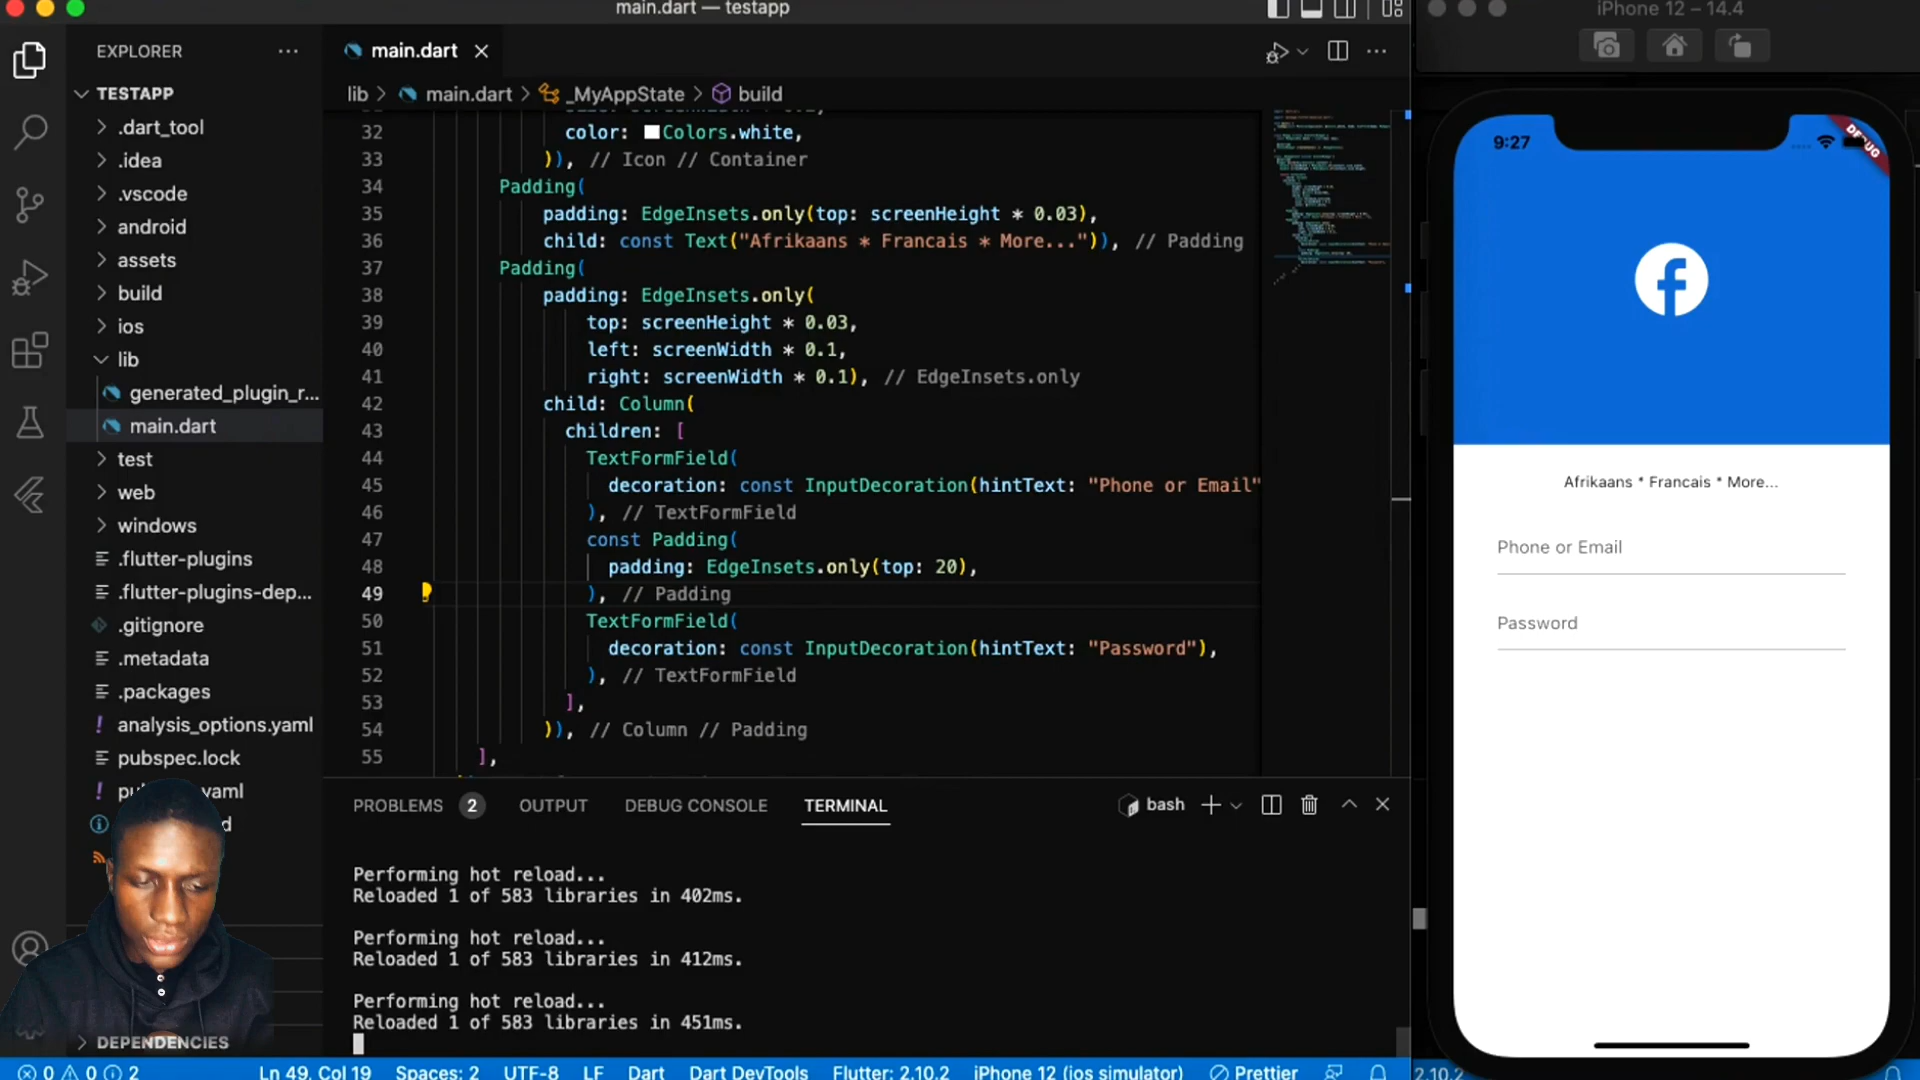 main.dart — testapp
iPhone 12 – 14.4
EXPLORER
TESTAPP
.dart_tool
.idea
.vscode
android
assets
build
ios
lib
generated_plugin_r...
main.dart
test
web
windows
.flutter-plugins
.flutter-plugins-dep...
.gitignore
.metadata
.packages
analysis_options.yaml
pubspec.lock
DEPENDENCIES
main.dart
lib > main.dart > _MyAppState > build
32 color: Colors.white,
33 )), // Icon // Container
34 Padding(
35 padding: EdgeInsets.only(top: screenHeight * 0.03),
36 child: const Text("Afrikaans * Francais * More...")), // Padding
37 Padding(
38 padding: EdgeInsets.only(
39 top: screenHeight * 0.03,
40 left: screenWidth * 0.1,
41 right: screenWidth * 0.1), // EdgeInsets.only
42 child: Column(
43 children: [
44 TextFormField(
45 decoration: const InputDecoration(hintText: "Phone or Email"
46 ), // TextFormField
47 const Padding(
48 padding: EdgeInsets.only(top: 20),
49 ), // Padding
50 TextFormField(
51 decoration: const InputDecoration(hintText: "Password"),
52 ), // TextFormField
53 ],
54 )), // Column // Padding
55 ],
PROBLEMS 2 OUTPUT DEBUG CONSOLE TERMINAL bash
Performing hot reload...
Reloaded 1 of 583 libraries in 402ms.
Performing hot reload...
Reloaded 1 of 583 libraries in 412ms.
Performing hot reload...
Reloaded 1 of 583 libraries in 451ms.
0 0 2 Ln 49, Col 19 Spaces: 2 UTF-8 LF Dart Dart DevTools Flutter: 2.10.2 iPhone 12 (ios simulator) Prettier
2.10.2
9:27
DEBUG
Afrikaans * Francais * More...
Phone or Email
Password